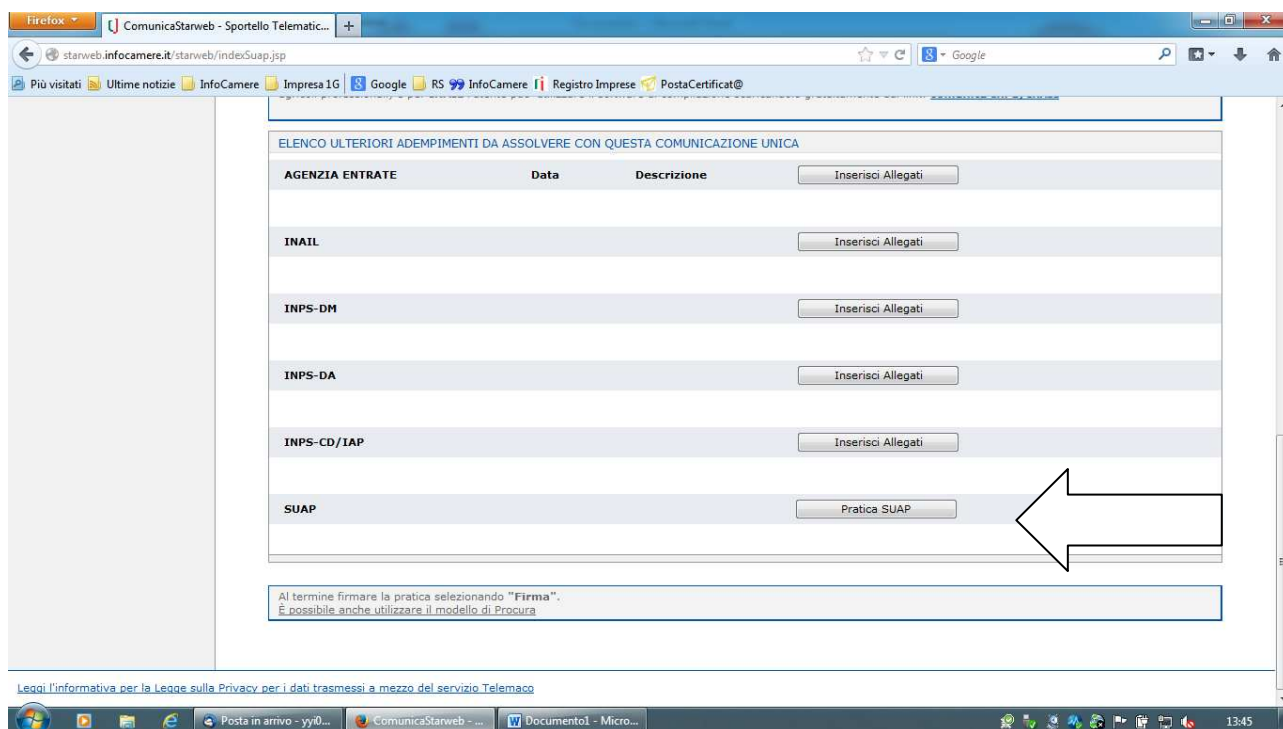 Firefox
ComunicaStarweb - Sportello Telematic...
starweb.infocamere.it/starweb/indexSuap.jsp
Google
Più visitati Ultime notizie InfoCamere Impresa1G Google RS InfoCamere Registro Imprese PostaCertificat@
ELENCO ULTERIORI ADEMPIMENTI DA ASSOLVERE CON QUESTA COMUNICAZIONE UNICA
AGENZIA ENTRATE Data Descrizione Inserisci Allegati
INAIL Inserisci Allegati
INPS-DM Inserisci Allegati
INPS-DA Inserisci Allegati
INPS-CD/IAP Inserisci Allegati
SUAP Pratica SUAP
Al termine firmare la pratica selezionando "Firma".
È possibile anche utilizzare il modello di Procura
Leggi l'informativa per la Legge sulla Privacy per i dati trasmessi a mezzo del servizio Telemaco
Posta in arrivo - yyi0... ComunicaStarweb - ... Documento1 - Micro... 13:45